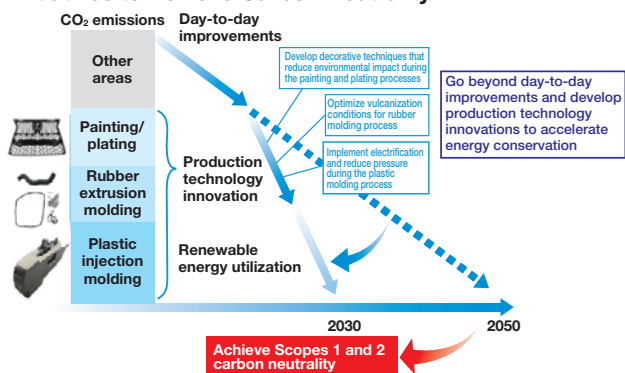 CO₂ emissions
Day-to-day
improvements
Other
areas
Painting/
plating
Rubber
extrusion
molding
Plastic
injection
molding
Production
technology
innovation
Renewable
energy utilization
Develop decorative techniques that
reduce environmental impact during
the painting and plating processes
Optimize vulcanization
conditions for rubber
molding process
Implement electrification
and reduce pressure
during the plastic
molding process
Go beyond day-to-day
improvements and develop
production technology
innovations to accelerate
energy conservation
2030
2050
Achieve Scopes 1 and 2
carbon neutrality